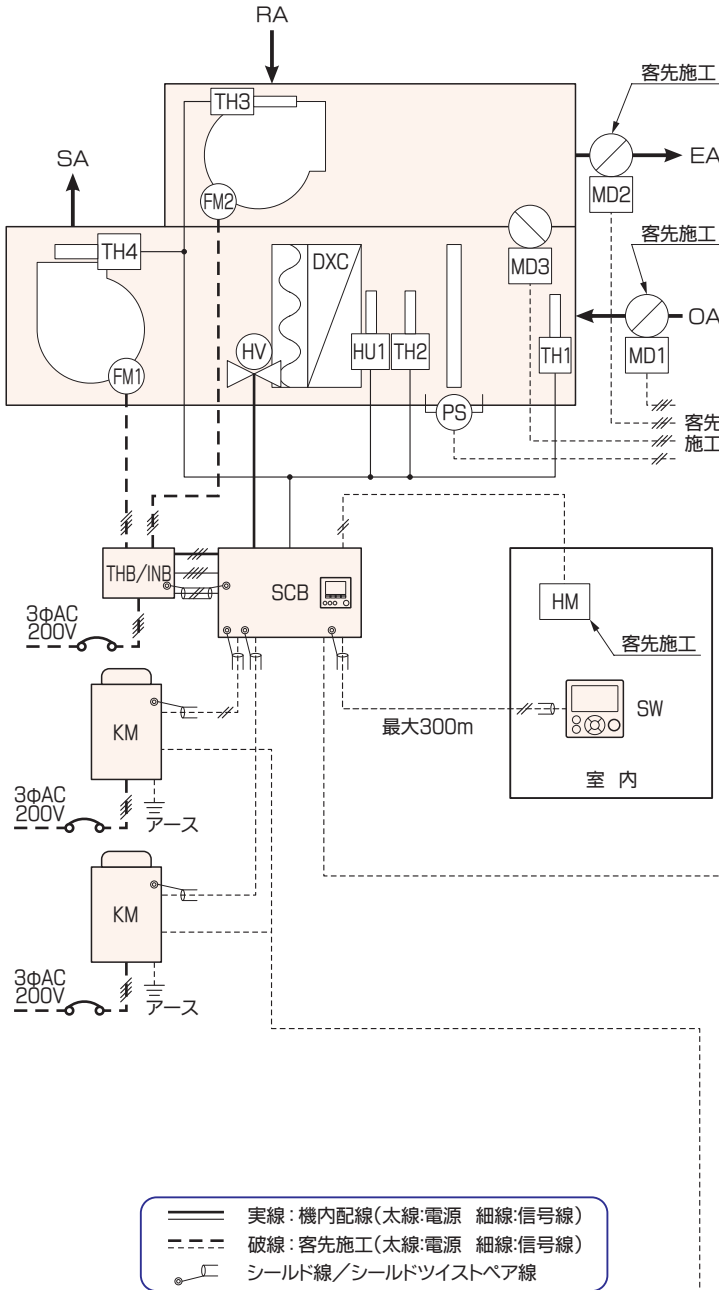 RA
客先施工
TH3
SA
EA
FM2
MD2
客先施工
TH4
DXC
MD3
OA
HV
HU1
TH2
TH1
MD1
FM1
PS
客先
施工
THB/INB
SCB
HM
3φAC
200V
客先施工
KM
SW
最大300m
室 内
3φAC
200V
アース
KM
3φAC
200V
アース
実線:機内配線(太線:電源 細線:信号線)
破線:客先施工(太線:電源 細線:信号線)
シールド線/シールドツイストペア線